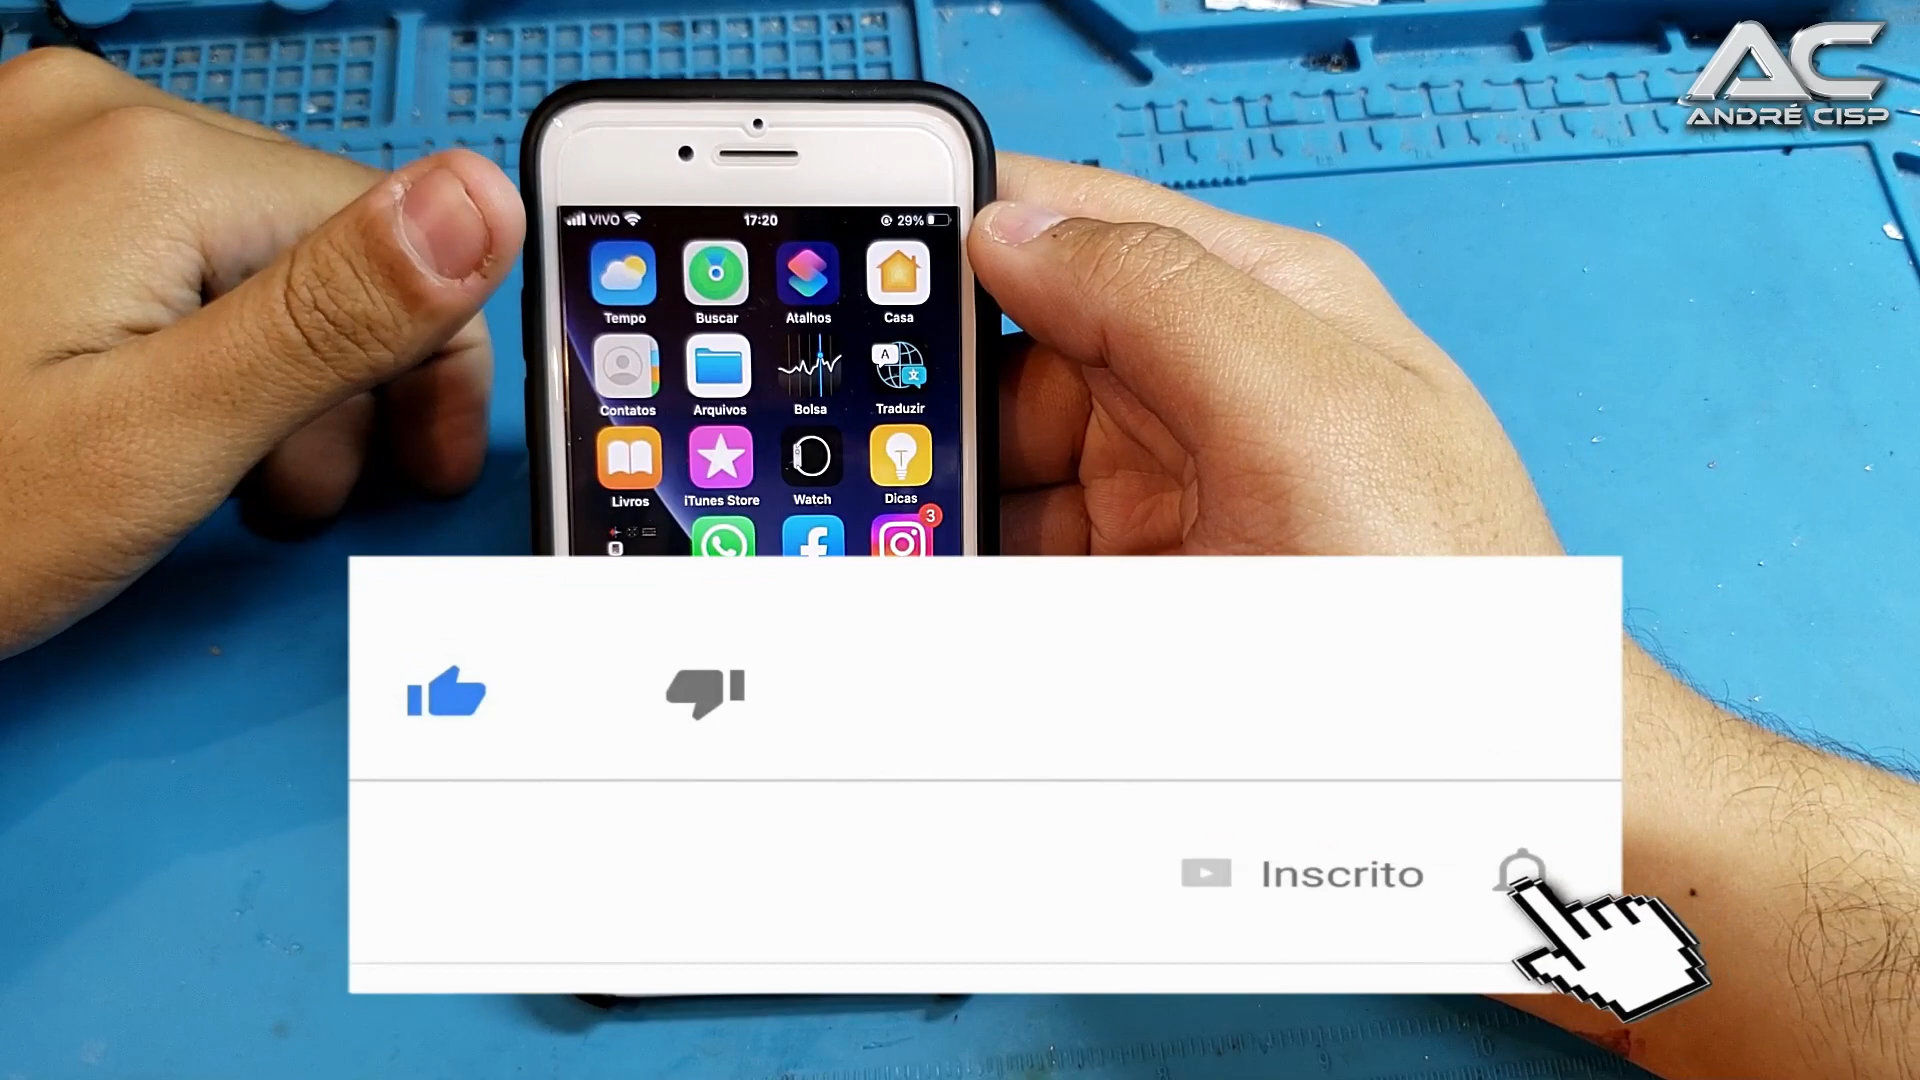 AC
ANDRÉ CISP
VIVO 17:20 29%
Tempo Buscar Atalhos Casa
Contatos Arquivos Bolsa Traduzir
Livros iTunes Store Watch Dicas
3
Inscrito